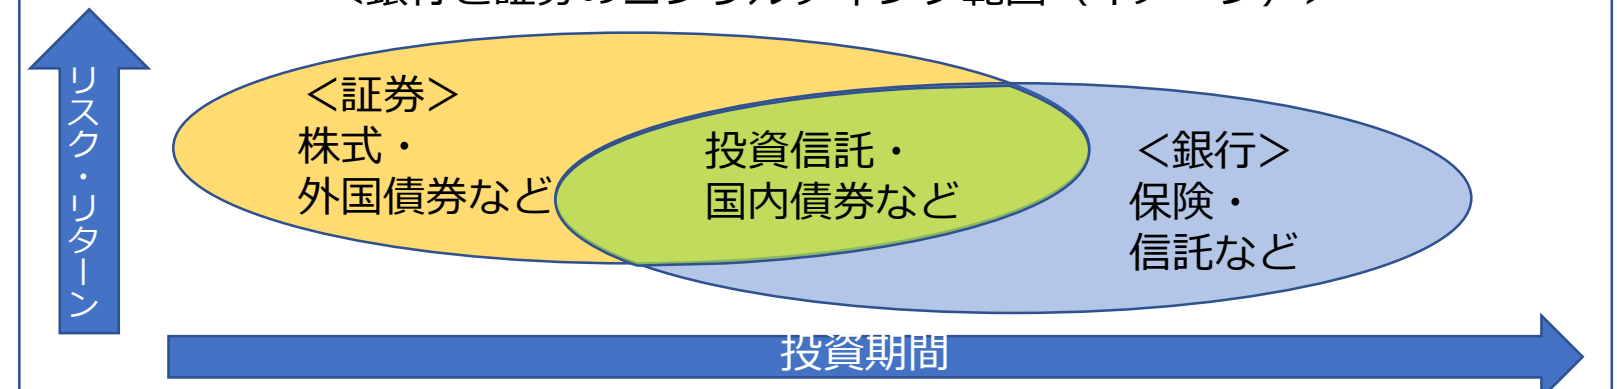 リスク・リターン
＜証券＞
株式・
外国債券など
投資信託・
国内債券など
＜銀行＞
保険・
信託など
投資期間